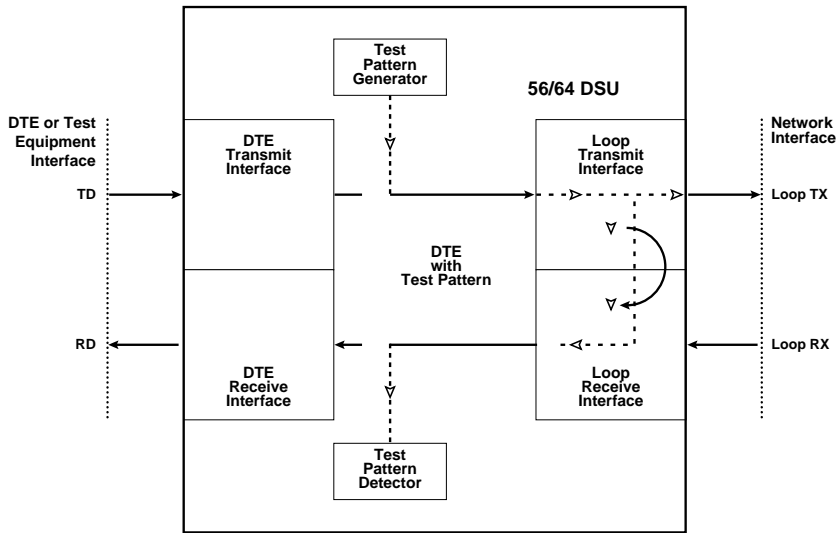 Test
Pattern
Generator
56/64 DSU
DTE or Test
Equipment
Interface
DTE
Transmit
Interface
Loop
Transmit
Interface
Network
Interface
TD
Loop TX
DTE
with
Test Pattern
RD
Loop RX
DTE
Receive
Interface
Loop
Receive
Interface
Test
Pattern
Detector